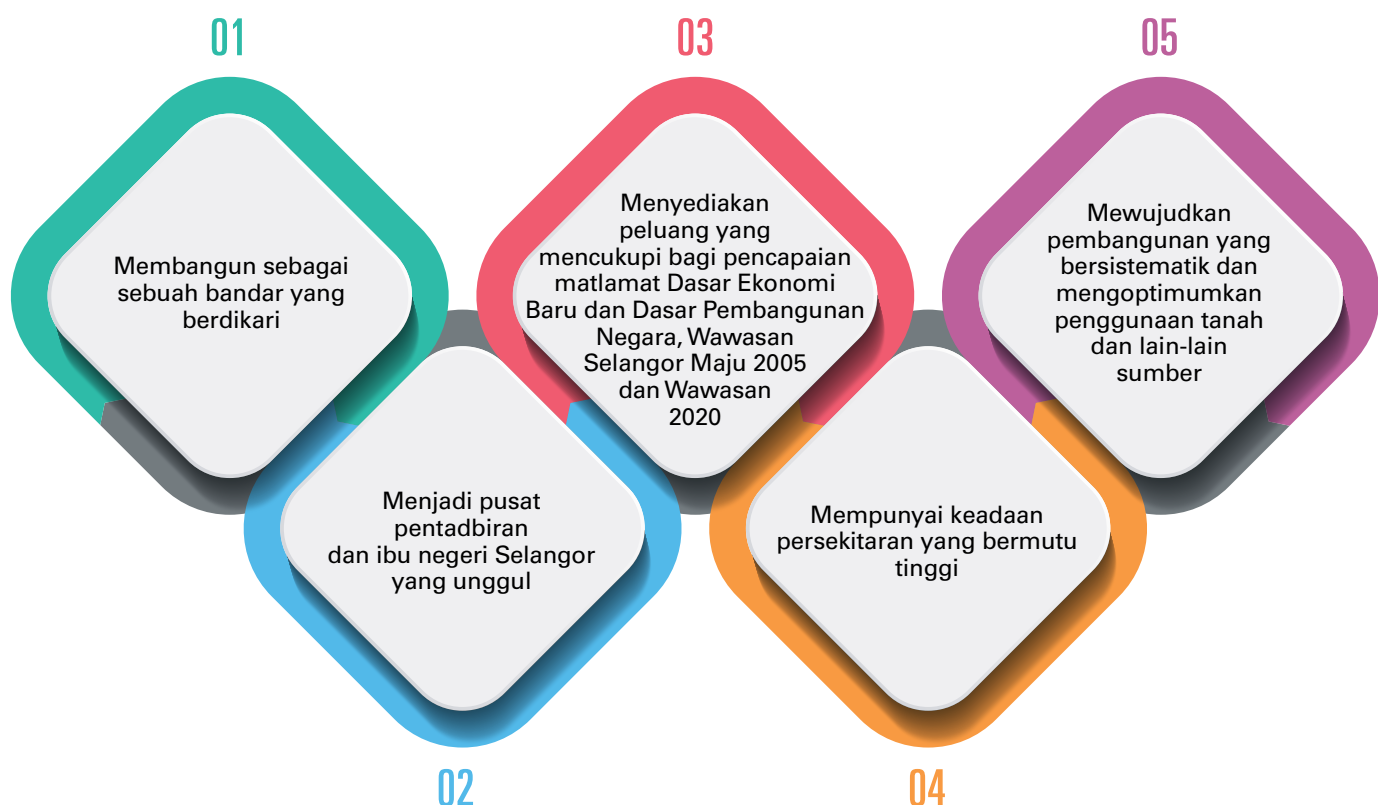 01
Membangun sebagai
sebuah bandar yang
berdikari
02
Menjadi pusat
pentadbiran
dan ibu negeri Selangor
yang unggul
03
Menyediakan
peluang yang
mencukupi bagi pencapaian
matlamat Dasar Ekonomi
Baru dan Dasar Pembangunan
Negara, Wawasan
Selangor Maju 2005
dan Wawasan
2020
04
Mempunyai keadaan
persekitaran yang bermutu
tinggi
05
Mewujudkan
pembangunan yang
bersistematik dan
mengoptimumkan
penggunaan tanah
dan lain-lain
sumber